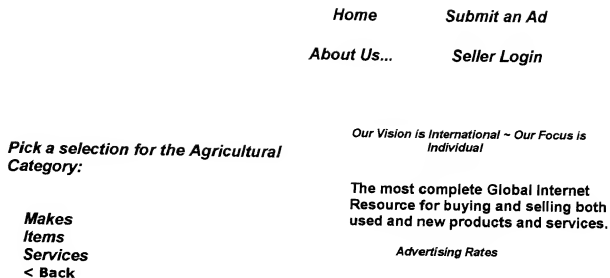 Home Submit an Ad
About Us... Seller Login
Pick a selection for the Agricultural
Category:
Makes
Items
Services
< Back
Our Vision is International ~ Our Focus is
Individual
The most complete Global Internet
Resource for buying and selling both
used and new products and services.
Advertising Rates